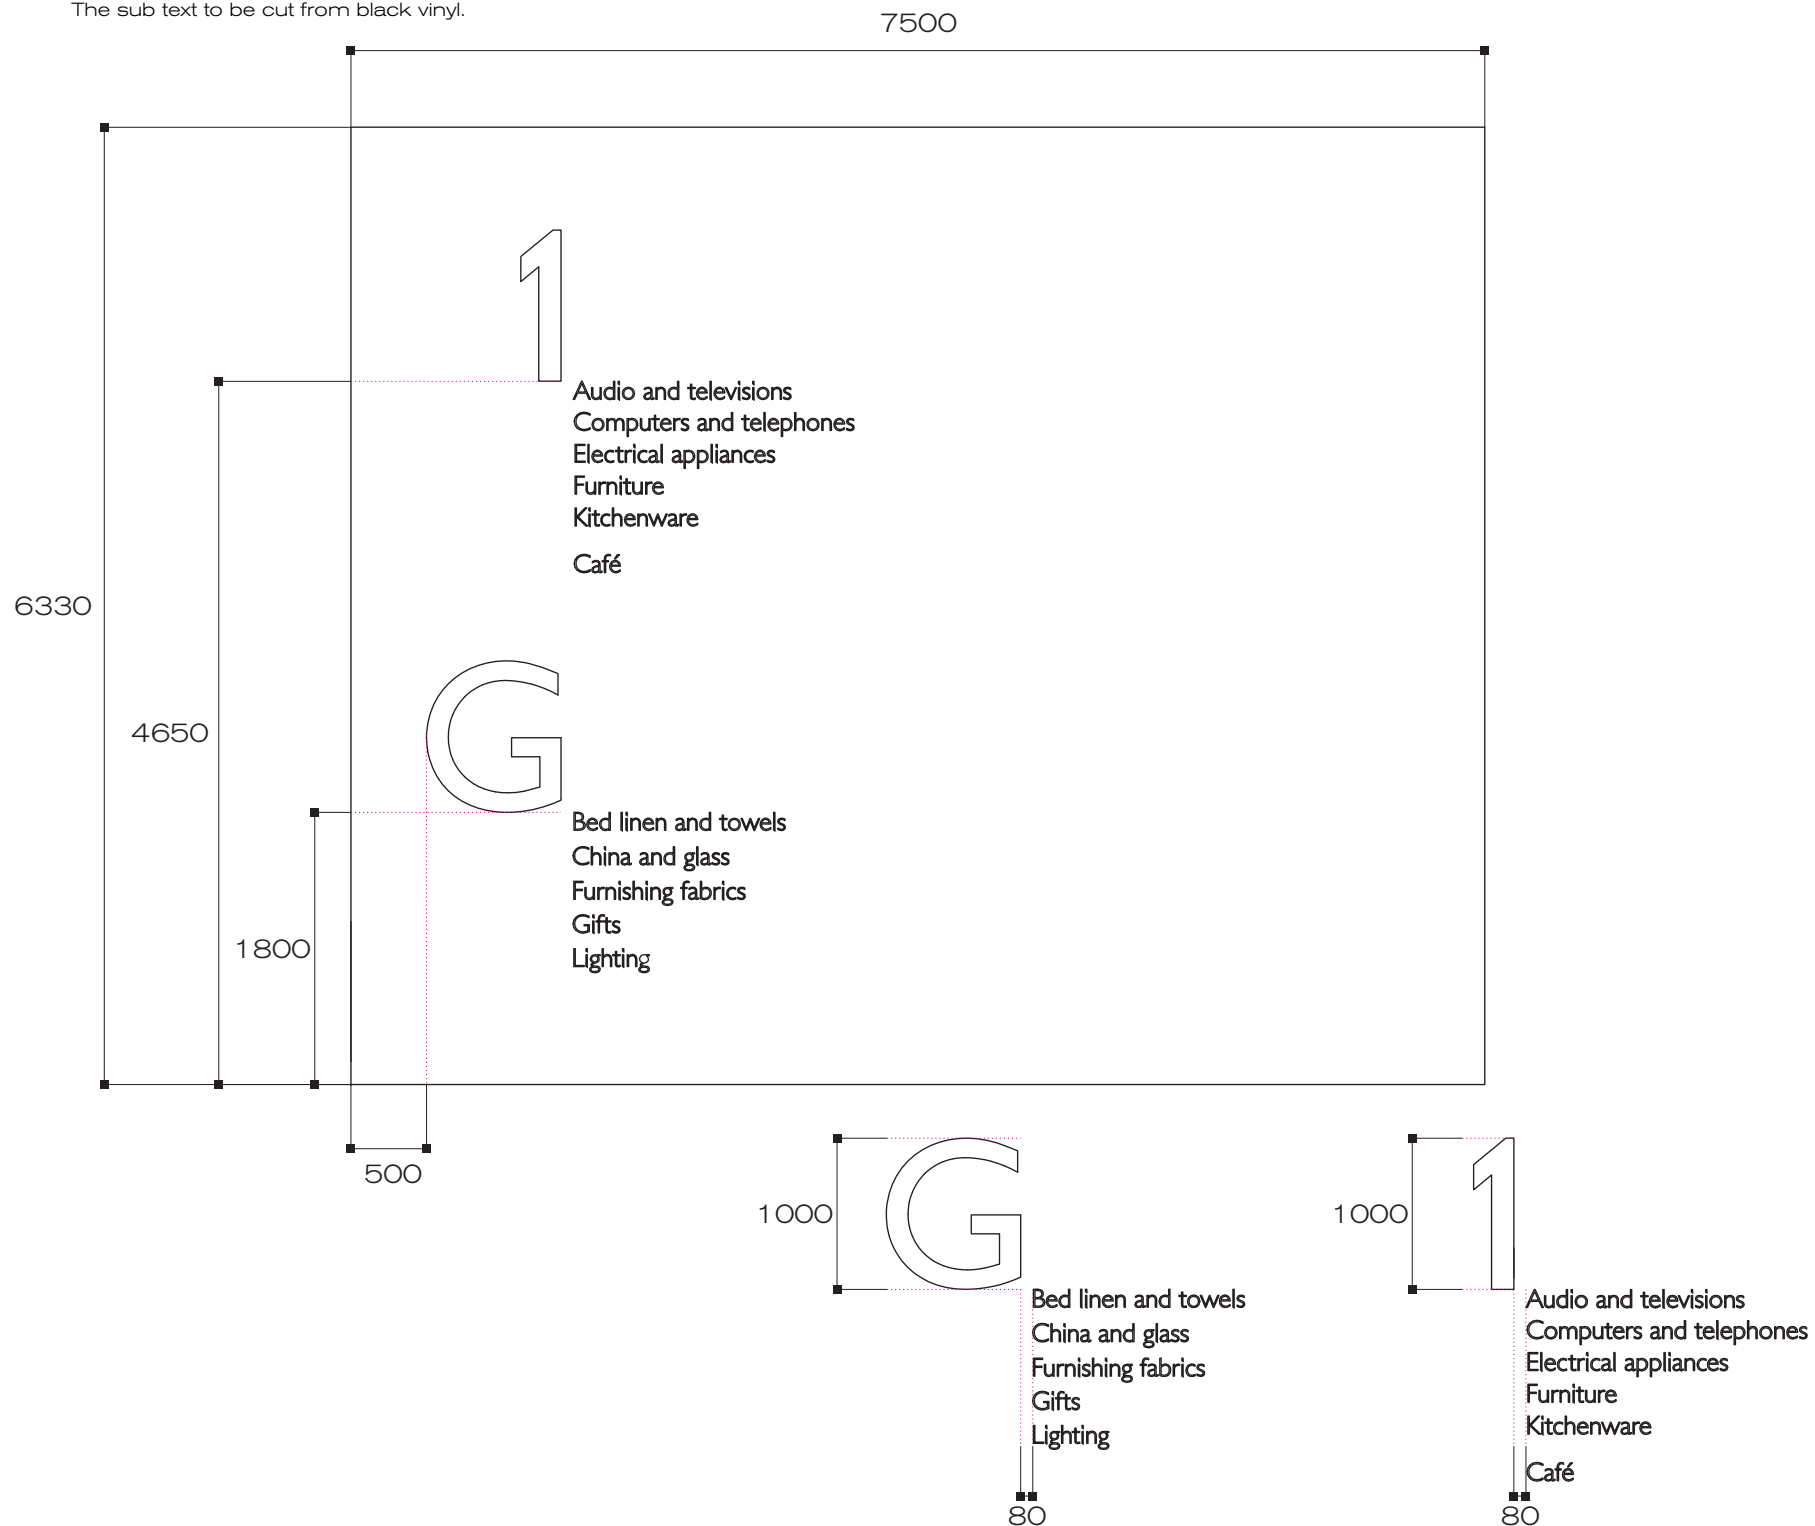 The sub text to be cut from black vinyl.
7500
1
Audio and televisions
Computers and telephones
Electrical appliances
Furniture
Kitchenware
Café
6330
4650
G
Bed linen and towels
China and glass
Furnishing fabrics
Gifts
Lighting
1800
500
1000
G
Bed linen and towels
China and glass
Furnishing fabrics
Gifts
Lighting
80
1000
1
Audio and televisions
Computers and telephones
Electrical appliances
Furniture
Kitchenware
Café
80